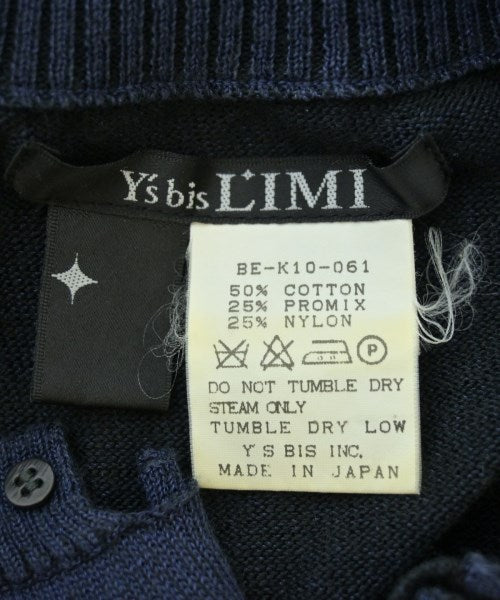 Y's bis LIMI
BE-K10-061
50% COTTON
25% PROMIX
25% NYLON
P
DO NOT TUMBLE DRY
STEAM ONLY
TUMBLE DRY LOW
Y S BIS INC.
MADE IN JAPAN